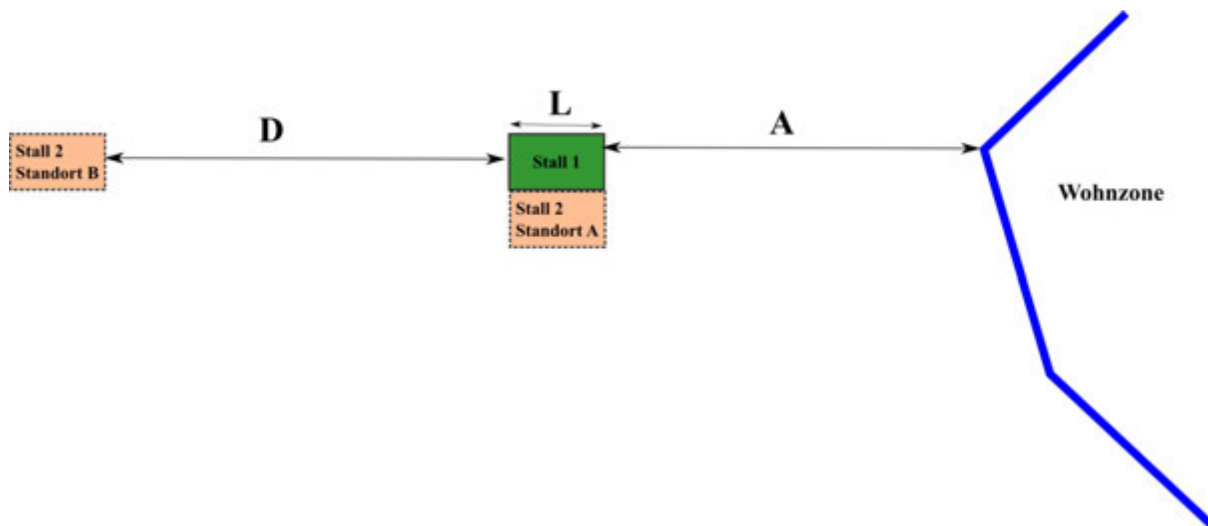 L
D
A
Stall 2
Standort B
Stall 1
Stall 2
Standort A
Wohnzone